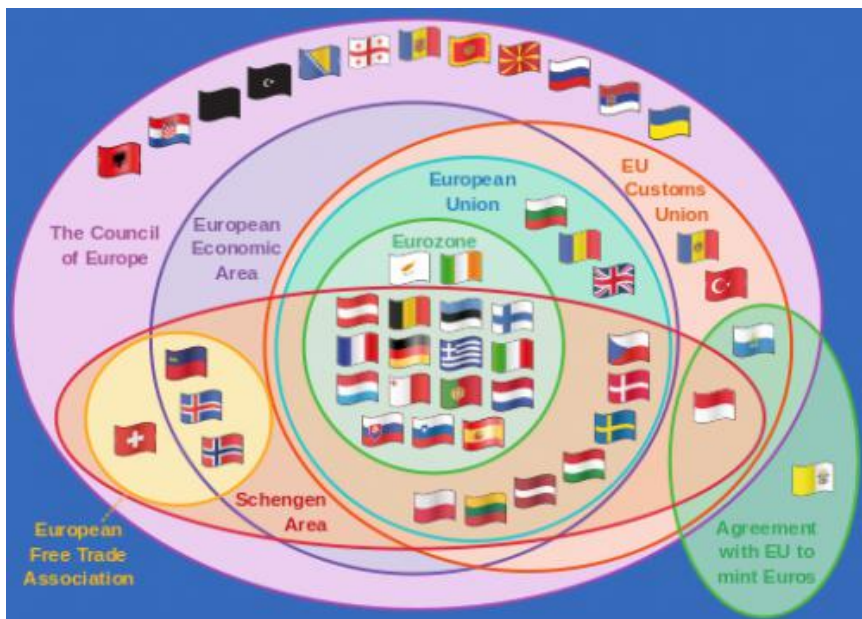 The Council
of Europe
European
Economic
Area
European
Union
EU
Customs
Union
Eurozone
Schengen
Area
European
Free Trade
Association
Agreement
with EU to
mint Euros